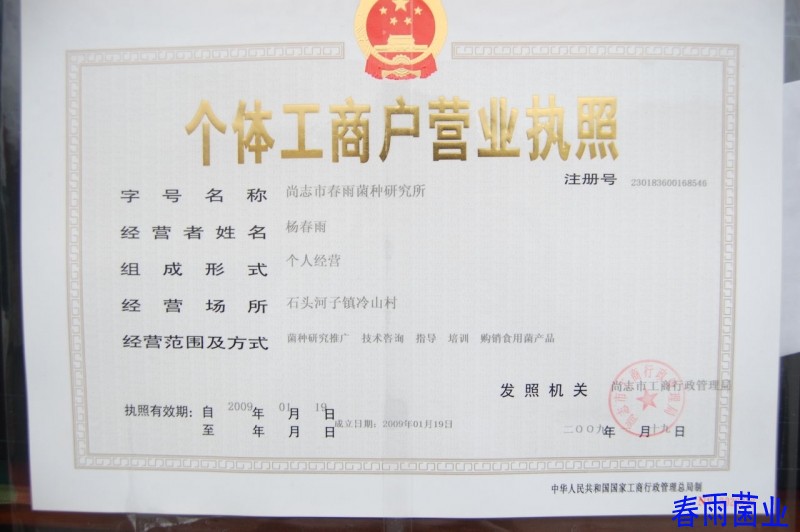 个体工商户营业执照
注册号 230183600168546
字号名称 尚志市春雨菌种研究所
经营者姓名 杨春雨
组成形式 个人经营
经营场所 石头河子镇冷山村
经营范围及方式 菌种研究推广 技术咨询 指导 培训 购销食用菌产品
发照机关 尚志市工商行政管理局
执照有效期：自 2009 年 01 月 19 日
至 年 月 日
成立日期：2009年01月19日
二〇〇九 年 月 十九 日
中华人民共和国国家工商行政管理总局制
春雨菌业